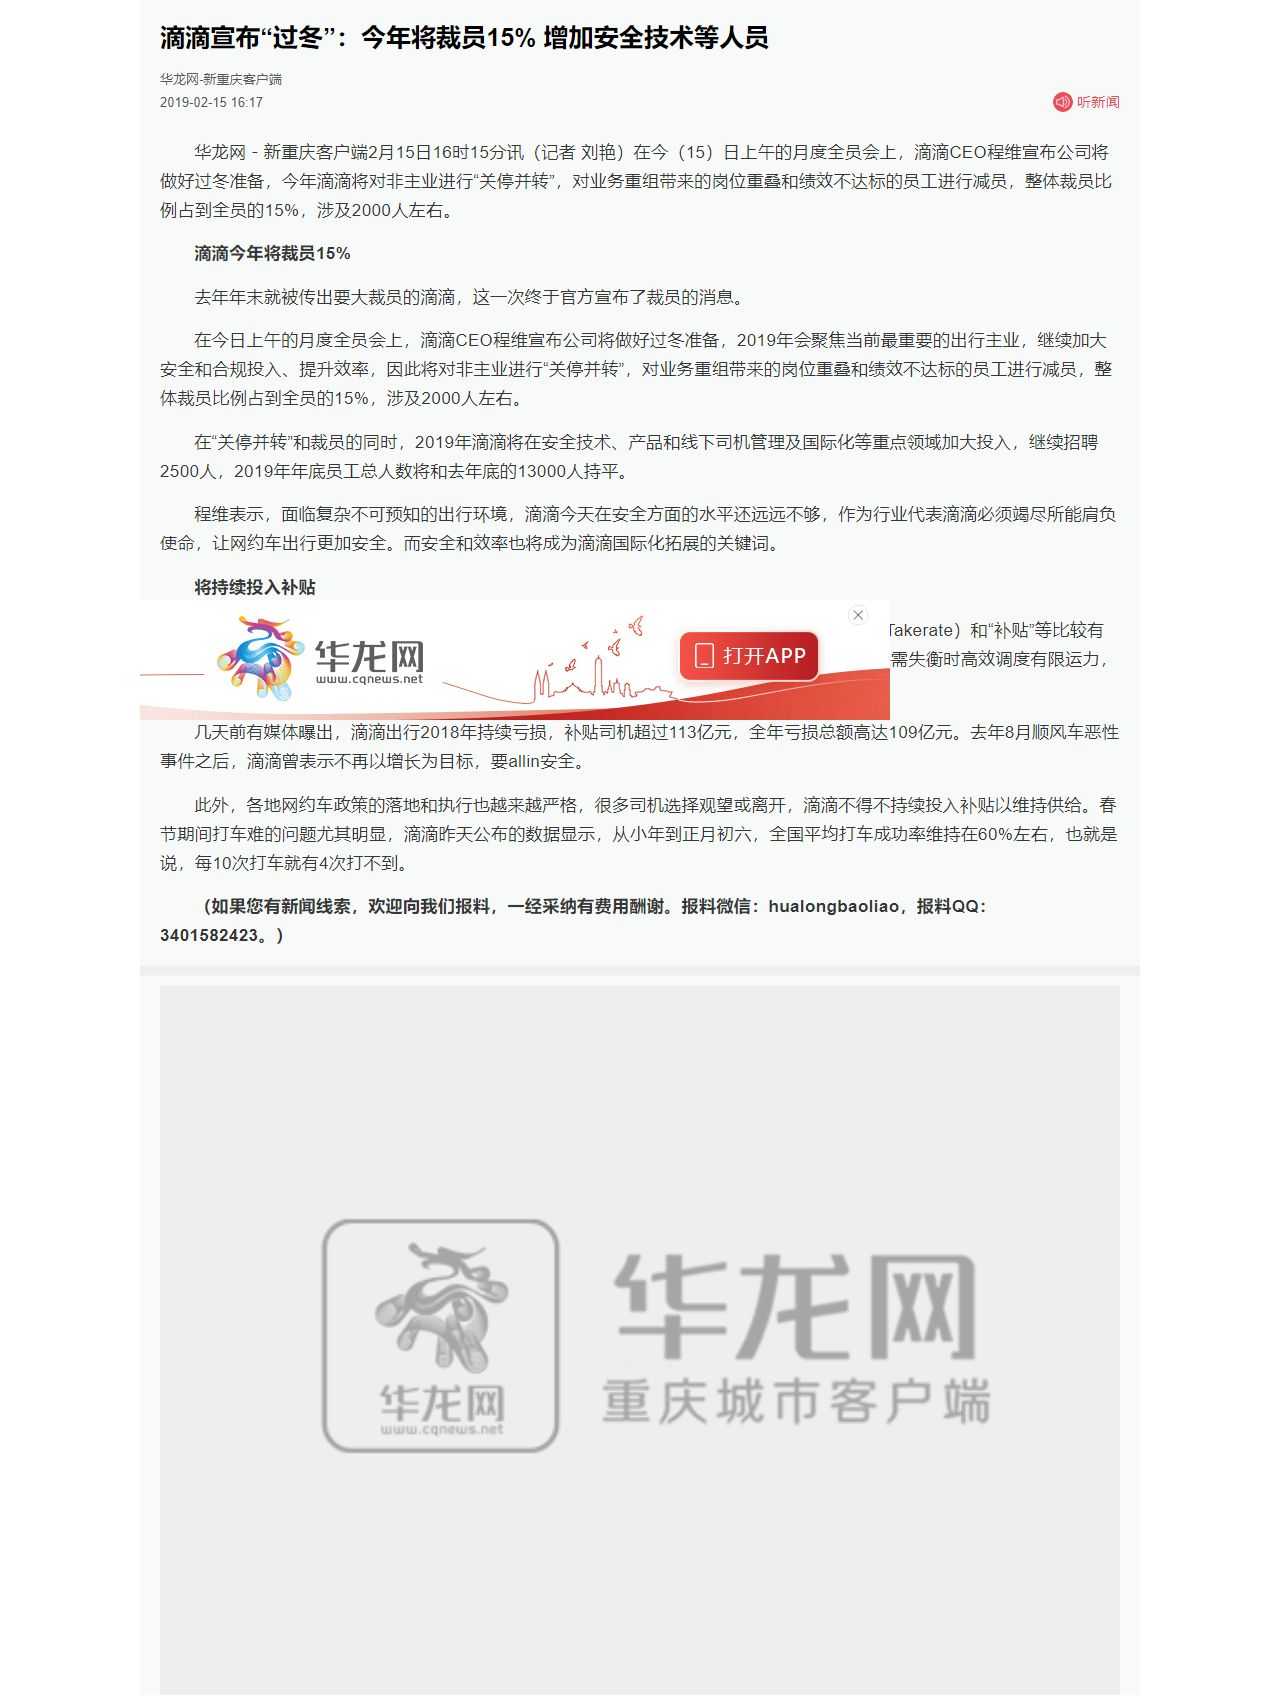 滴滴宣布“过冬”：今年将裁员15% 增加安全技术等人员
华龙网-新重庆客户端
2019-02-15 16:17
听新闻
华龙网－新重庆客户端2月15日16时15分讯（记者 刘艳）在今（15）日上午的月度全员会上，滴滴CEO程维宣布公司将
做好过冬准备，今年滴滴将对非主业进行“关停并转”，对业务重组带来的岗位重叠和绩效不达标的员工进行减员，整体裁员比
例占到全员的15%，涉及2000人左右。
滴滴今年将裁员15%
去年年末就被传出要大裁员的滴滴，这一次终于官方宣布了裁员的消息。
在今日上午的月度全员会上，滴滴CEO程维宣布公司将做好过冬准备，2019年会聚焦当前最重要的出行主业，继续加大
安全和合规投入、提升效率，因此将对非主业进行“关停并转”，对业务重组带来的岗位重叠和绩效不达标的员工进行减员，整
体裁员比例占到全员的15%，涉及2000人左右。
在“关停并转”和裁员的同时，2019年滴滴将在安全技术、产品和线下司机管理及国际化等重点领域加大投入，继续招聘
2500人，2019年年底员工总人数将和去年底的13000人持平。
程维表示，面临复杂不可预知的出行环境，滴滴今天在安全方面的水平还远远不够，作为行业代表滴滴必须竭尽所能肩负
使命，让网约车出行更加安全。而安全和效率也将成为滴滴国际化拓展的关键词。
将持续投入补贴
Takerate）和“补贴”等比较有
需失衡时高效调度有限运力，
华龙网
www.cqnews.net
打开APP
几天前有媒体曝出，滴滴出行2018年持续亏损，补贴司机超过113亿元，全年亏损总额高达109亿元。去年8月顺风车恶性
事件之后，滴滴曾表示不再以增长为目标，要allin安全。
此外，各地网约车政策的落地和执行也越来越严格，很多司机选择观望或离开，滴滴不得不持续投入补贴以维持供给。春
节期间打车难的问题尤其明显，滴滴昨天公布的数据显示，从小年到正月初六，全国平均打车成功率维持在60%左右，也就是
说，每10次打车就有4次打不到。
（如果您有新闻线索，欢迎向我们报料，一经采纳有费用酬谢。报料微信：hualongbaoliao，报料QQ：
3401582423。）
华龙网
www.cqnews.net
华龙网
重庆城市客户端